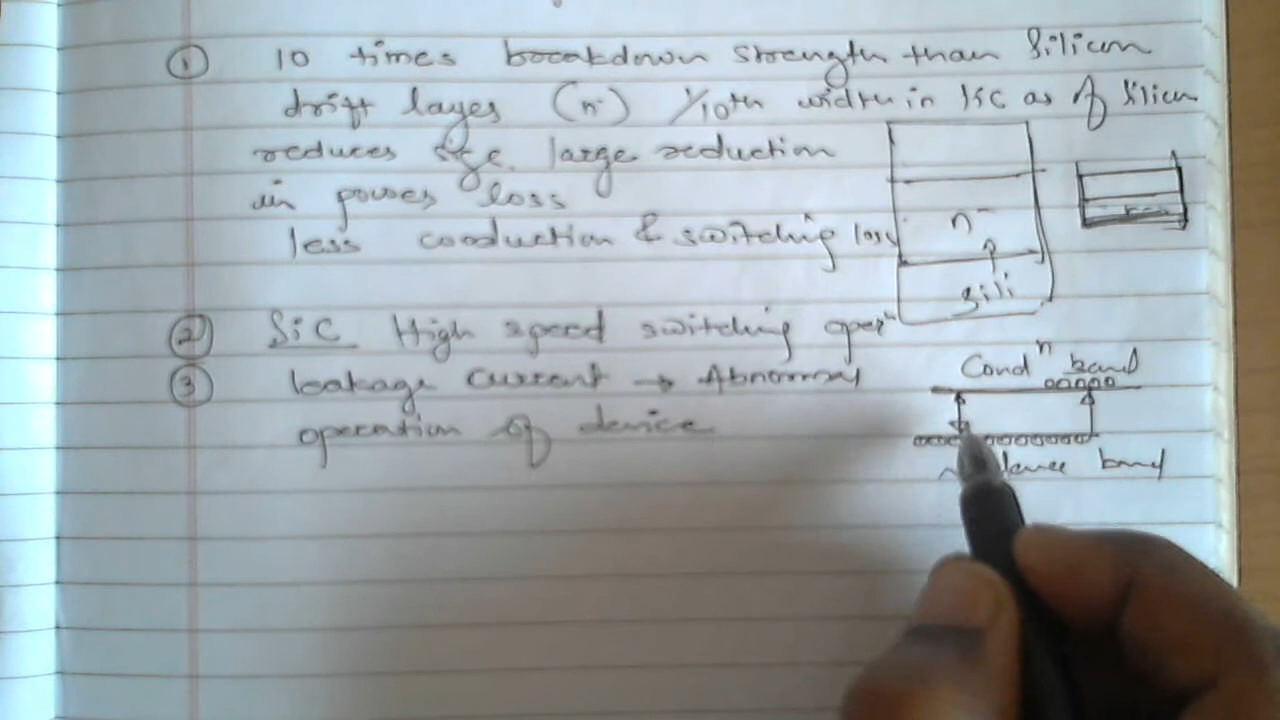 ① 10 times breakdown strength than Silicon
drift layer (n-) 1/10th width in SiC as of Silicon
reduces size. large reduction
in power loss
less conduction & switching loss
n-
Sili
② SiC High speed switching opern
③ leakage current → Abnormal
operation of device
Condn band
band